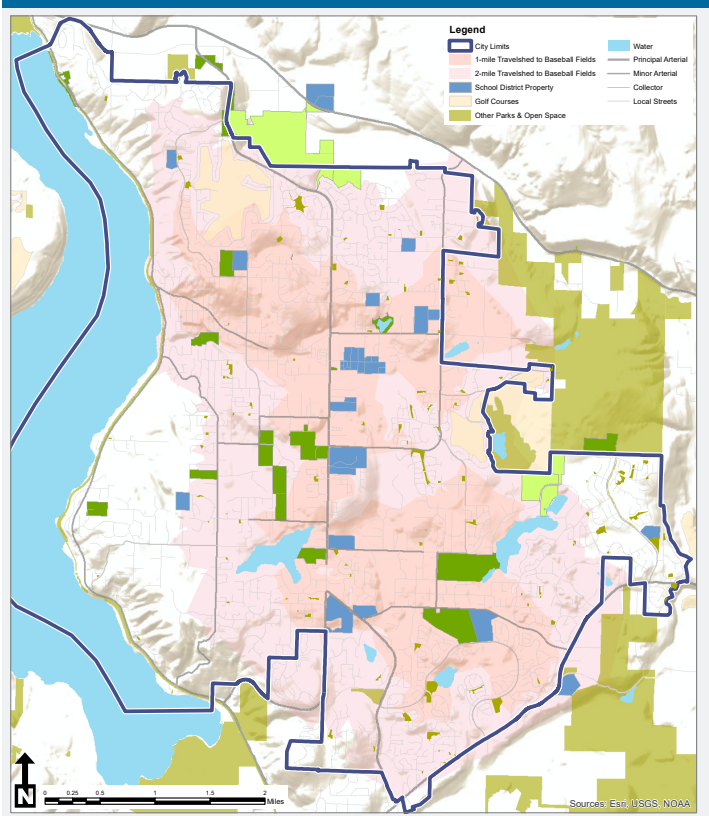 Legend
City Limits
1-mile Travelshed to Baseball Fields
2-mile Travelshed to Baseball Fields
School District Property
Golf Courses
Other Parks & Open Space
Water
Principal Arterial
Minor Arterial
Collector
Local Streets
N
0 0.25 0.5 1 1.5 2
Miles
Sources: Esri, USGS, NOAA